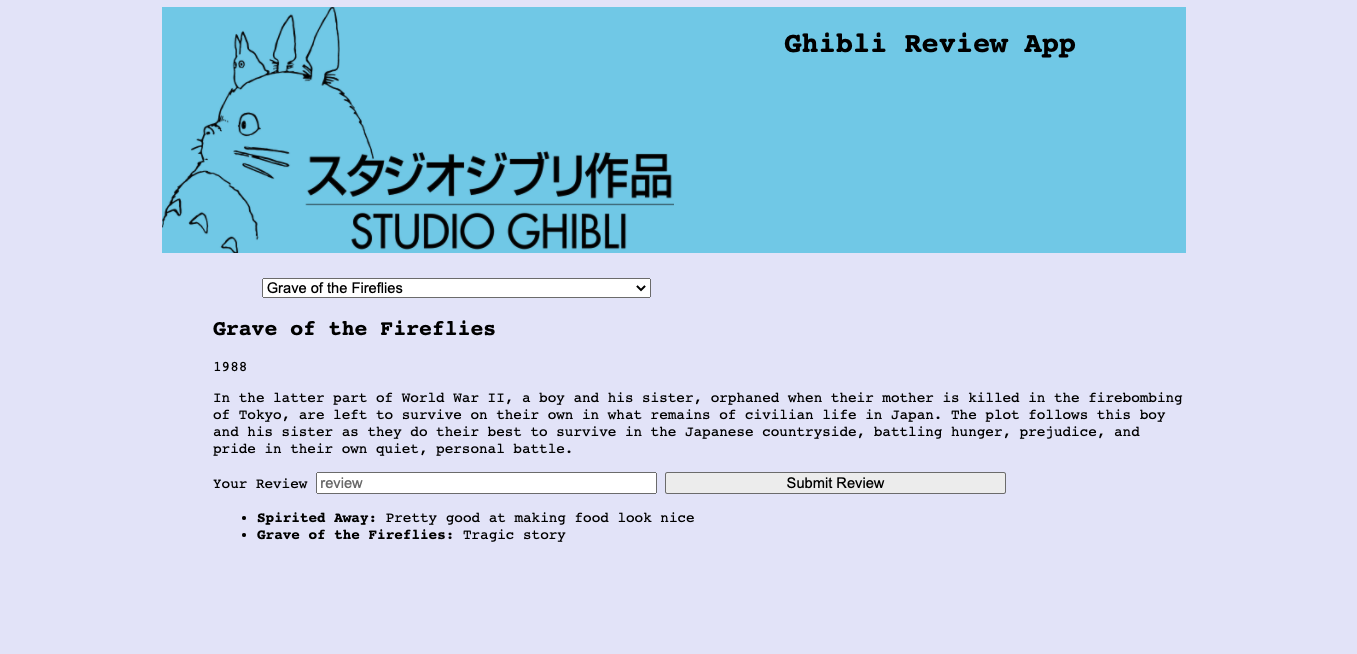 Ghibli Review App
スタジオジブリ作品
STUDIO GHIBLI
Grave of the Fireflies
Grave of the Fireflies
1988
In the latter part of World War II, a boy and his sister, orphaned when their mother is killed in the firebombing
of Tokyo, are left to survive on their own in what remains of civilian life in Japan. The plot follows this boy
and his sister as they do their best to survive in the Japanese countryside, battling hunger, prejudice, and
pride in their own quiet, personal battle.
Your Review review Submit Review
• Spirited Away: Pretty good at making food look nice
• Grave of the Fireflies: Tragic story